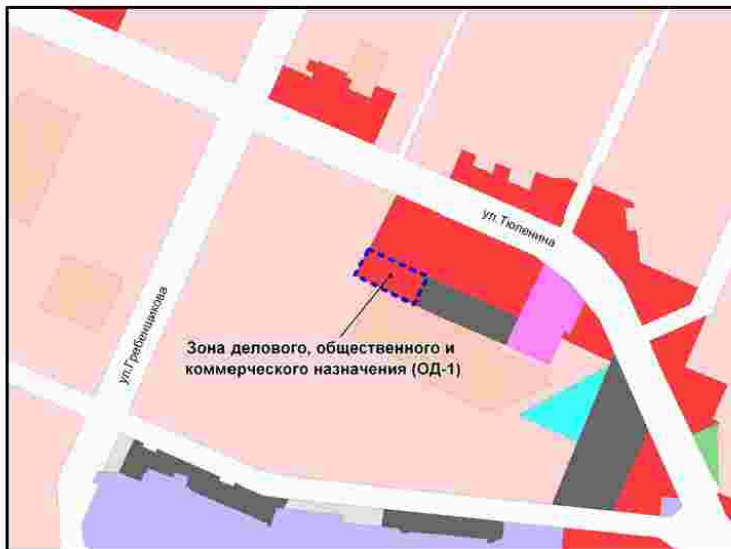 ул.Тюленина
ул.Гребенщикова
Зона делового, общественного и
коммерческого назначения (ОД-1)